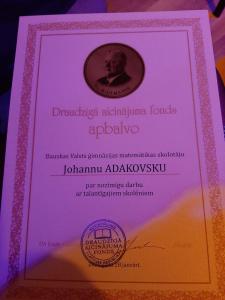 Draudzīgā aicinājuma fonds
apbalvo
Bauskas Valsts ģimnāzijas matemātikas skolotāju
Johannu ADAKOVSKU
par nozīmīgu darbu
ar talantīgajiem skolēniem
DRAUDZĪGĀ
AICINĀJUMA
FONDS